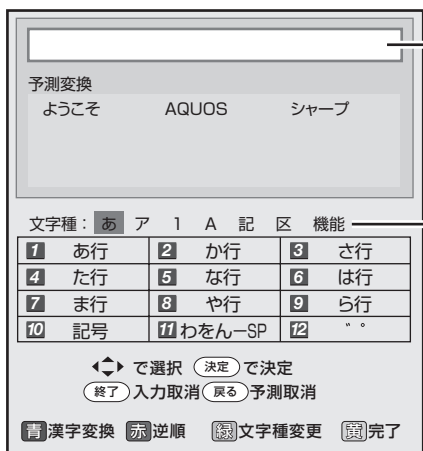 予測変換
ようこそ AQUOS シャープ
文字種： あ ア 1 A 記 区 機能
1 あ行 2 か行 3 さ行
4 た行 5 な行 6 は行
7 ま行 8 や行 9 ら行
10 記号 11 わをんーSP 12 ゛゜
で選択 決定 で決定
終了 入力取消 戻る 予測取消
青 漢字変換 赤 逆順 緑 文字種変更 黄 完了